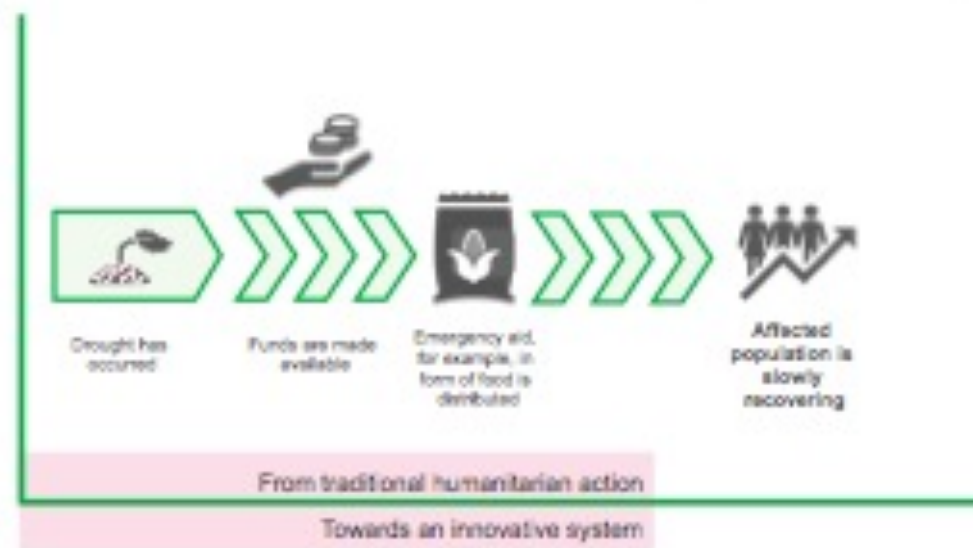 Drought has
occurred
Funds are made
available
Emergency aid,
for example, in
form of food is
distributed
Affected
population is
slowly
recovering
From traditional humanitarian action
Towards an innovative system